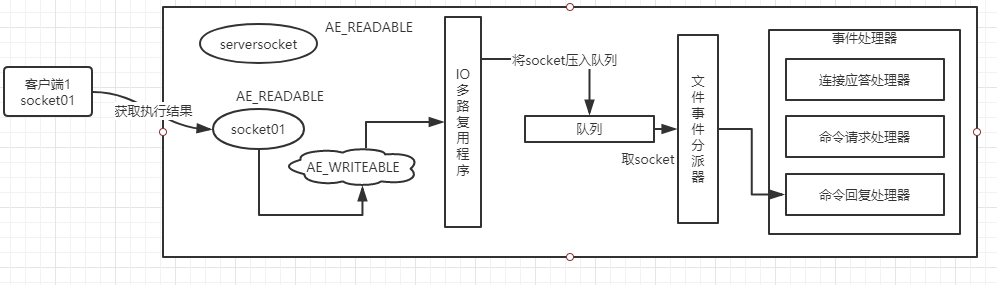 AE_READABLE
serversocket
事件处理器
将socket压入队列
客户端1
socket01
获取执行结果
AE_READABLE
socket01
AE_WRITEABLE
IO
多
路
复
用
程
序
队列
取socket
文
件
事
件
分
派
器
连接应答处理器
命令请求处理器
命令回复处理器